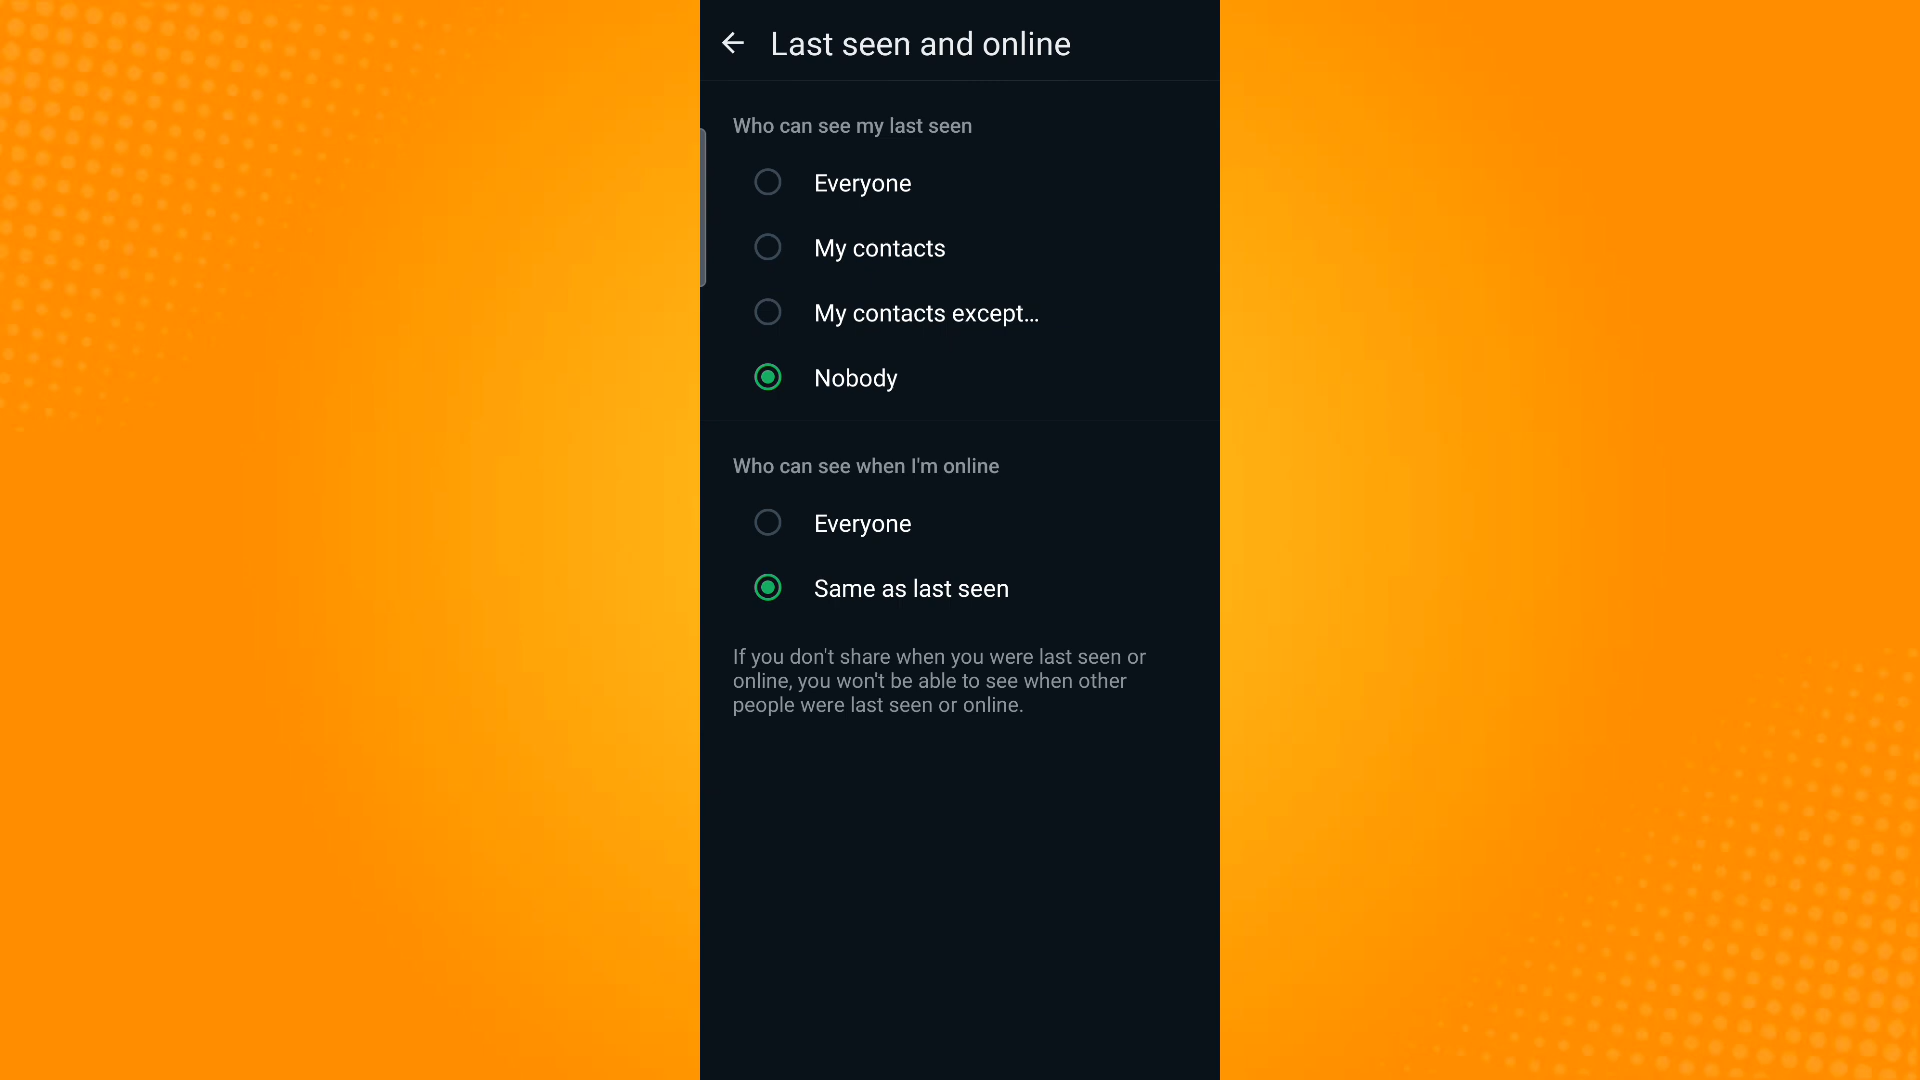 Last seen and online
Who can see my last seen
Everyone
My contacts
My contacts except...
Nobody
Who can see when I'm online
Everyone
Same as last seen
If you don't share when you were last seen or
online, you won't be able to see when other
people were last seen or online.